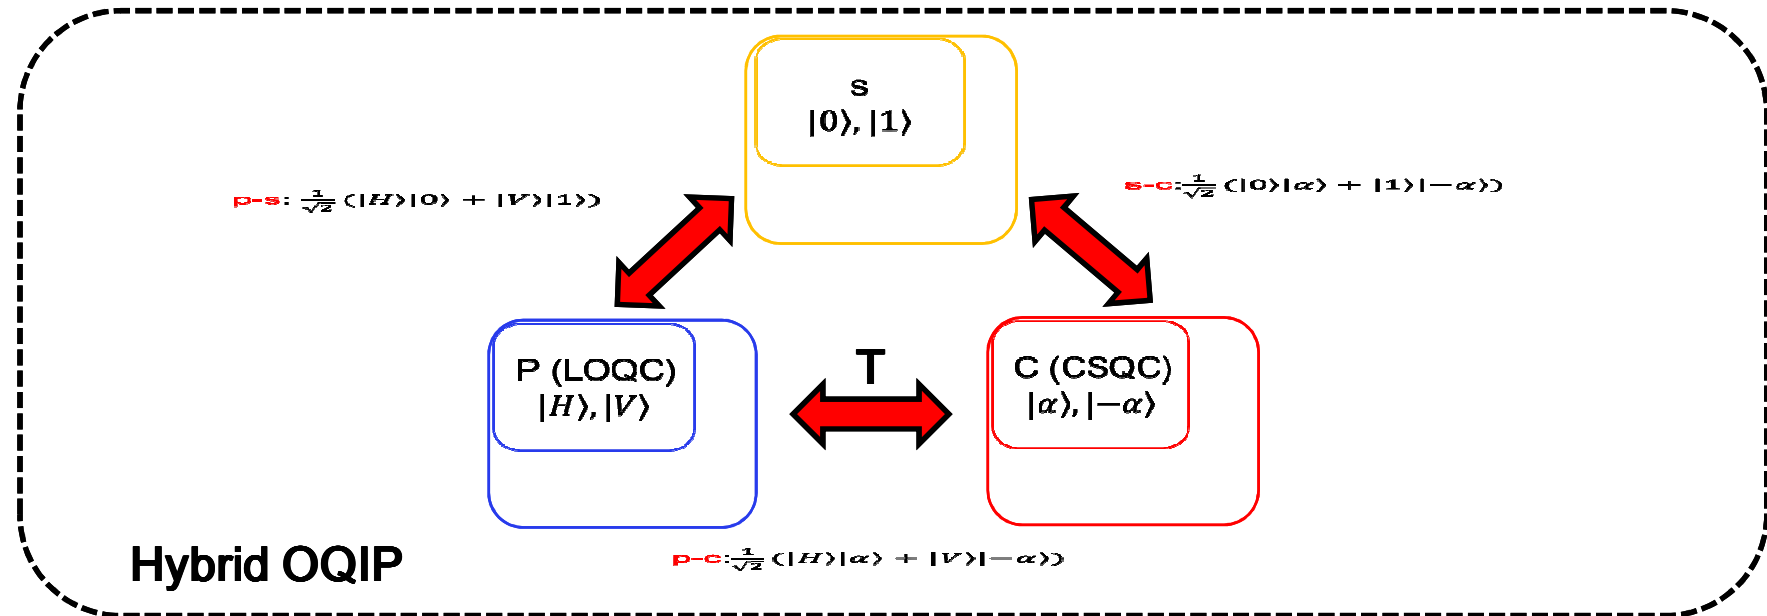 s
|0⟩, |1⟩
p-s: 1/√2 (|H⟩|0⟩ + |V⟩|1⟩)
s-c: 1/√2 (|0⟩|α⟩ + |1⟩|−α⟩)
P (LOQC)
|H⟩, |V⟩
T
C (CSQC)
|α⟩, |−α⟩
p-c: 1/√2 (|H⟩|α⟩ + |V⟩|−α⟩)
Hybrid OQIP